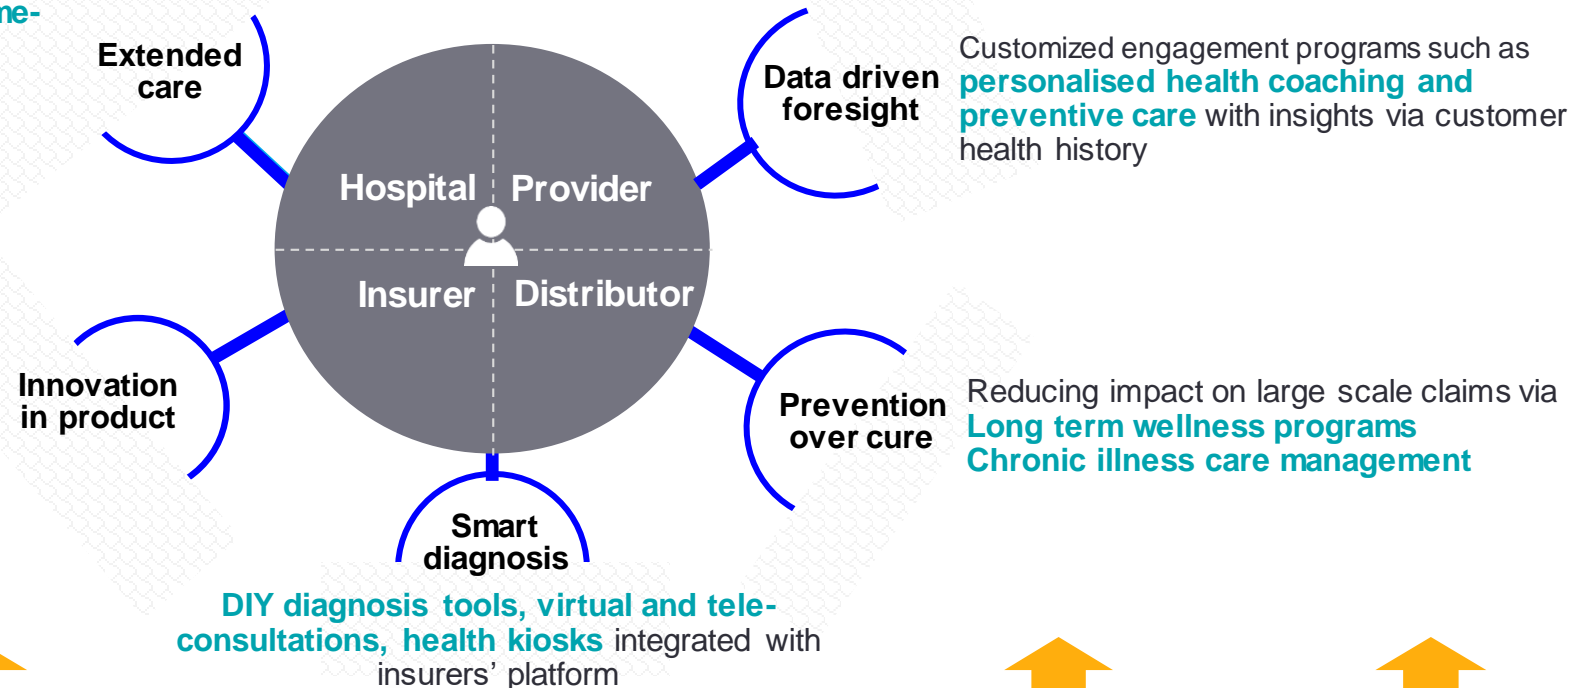 Extended
care
Data driven
foresight
Customized engagement programs such as
personalised health coaching and
preventive care with insights via customer
health history
Hospital
Provider
Insurer
Distributor
Innovation
in product
Prevention
over cure
Reducing impact on large scale claims via
Long term wellness programs
Chronic illness care management
Smart
diagnosis
DIY diagnosis tools, virtual and tele-
consultations, health kiosks integrated with
insurers’ platform